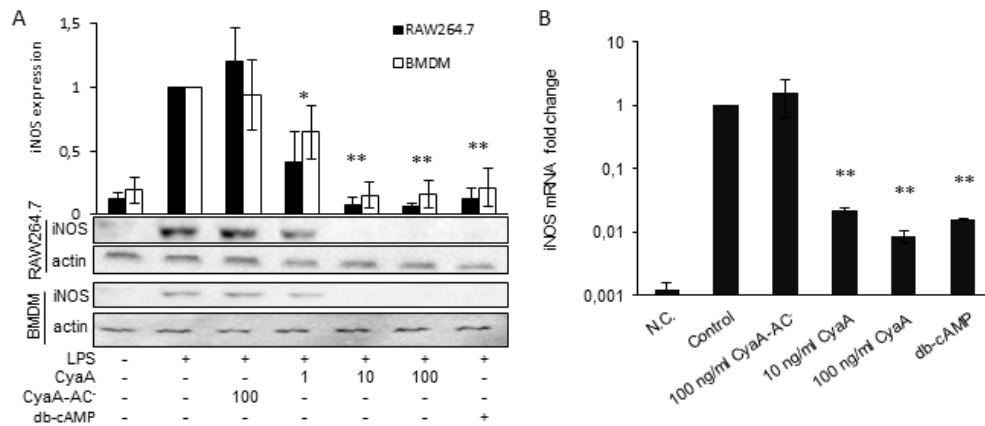 A
iNOS expression
1,5
1
0,5
0
RAW264.7
BMDM
*
**
**
**
RAW264.7
iNOS
actin
BMDM
iNOS
actin
LPS - + + + + + +
CyaA - - - 1 10 100 -
CyaA-AC- - - 100 - - - -
db-cAMP - - - - - - +
B
iNOS mRNA fold change
10
1
0,1
0,01
0,001
**
**
**
N.C.
Control
100 ng/ml CyaA-AC-
10 ng/ml CyaA
100 ng/ml CyaA
db-cAMP